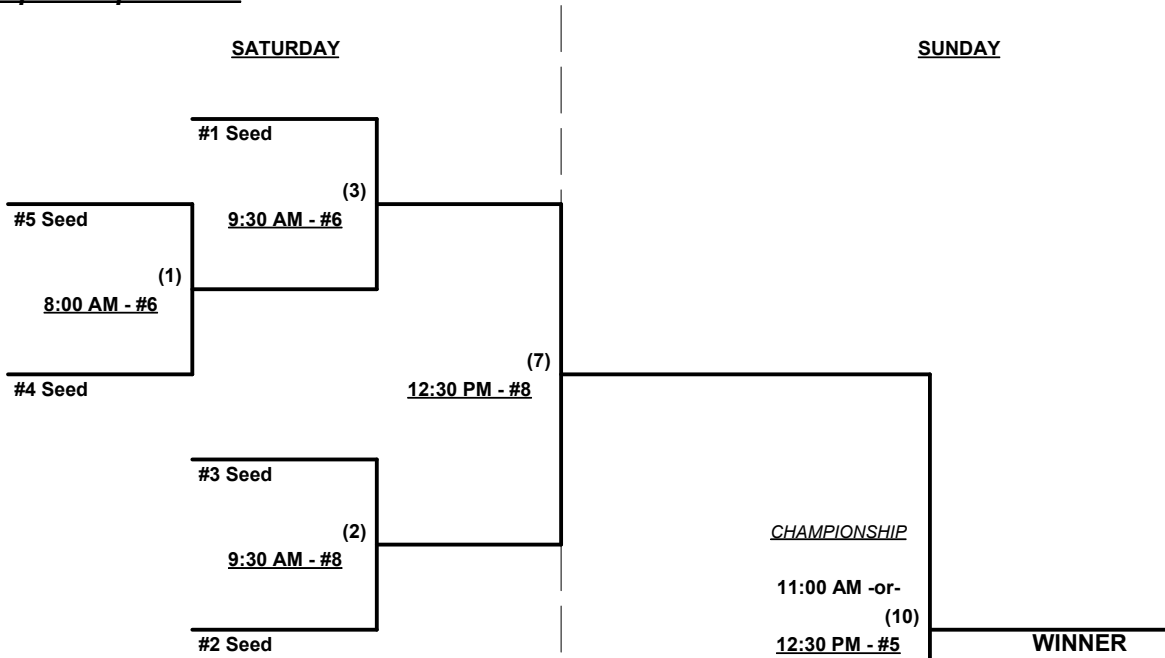 SATURDAY
SUNDAY
#1 Seed
(3)
9:30 AM - #6
#5 Seed
(1)
8:00 AM - #6
#4 Seed
(7)
12:30 PM - #8
#3 Seed
(2)
9:30 AM - #8
#2 Seed
CHAMPIONSHIP
11:00 AM -or-
(10)
12:30 PM - #5
WINNER